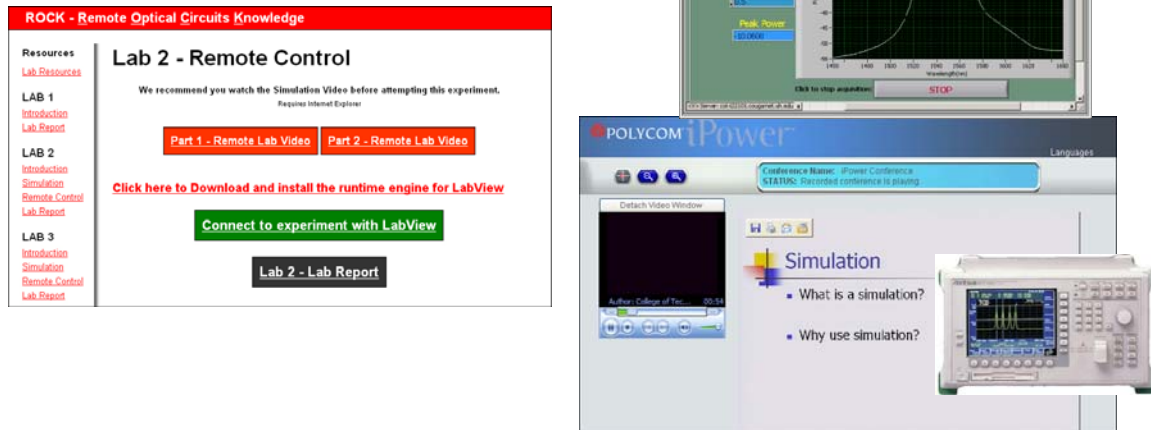 ROCK - Remote Optical Circuits Knowledge
Resources
Lab Resources
LAB 1
Introduction
Lab Report
LAB 2
Introduction
Simulation
Remote Control
Lab Report
LAB 3
Introduction
Simulation
Remote Control
Lab Report
Lab 2 - Remote Control
We recommend you watch the Simulation Video before attempting this experiment.
Requires Internet Explorer
Part 1 - Remote Lab Video
Part 2 - Remote Lab Video
Click here to Download and install the runtime engine for LabView
Connect to experiment with LabView
Lab 2 - Lab Report
Peak Power
Wavelength(nm)
Click to stop acquisition:
STOP
POLYCOM iPower
Languages
Conference Name: iPower Conference
STATUS: Recorded conference is playing
Detach Video Window
Author: College of Tec... 00:54
Simulation
What is a simulation?
Why use simulation?